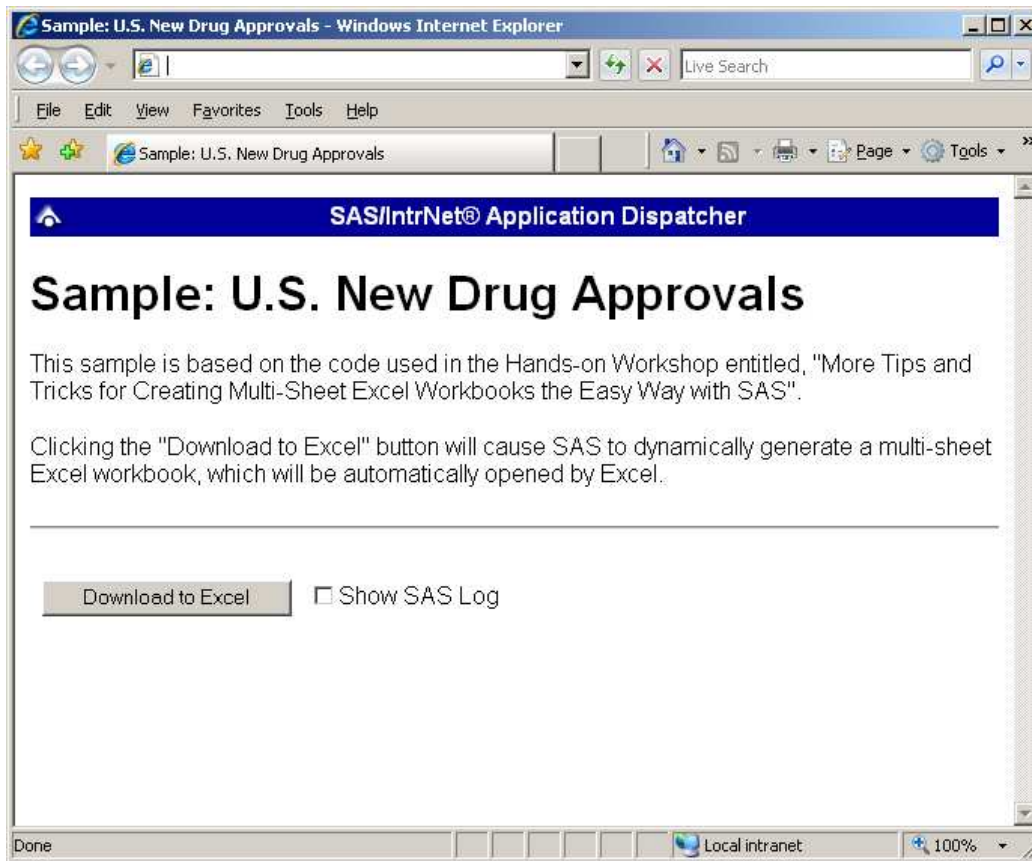 Sample: U.S. New Drug Approvals - Windows Internet Explorer
Live Search
File Edit View Favorites Tools Help
Sample: U.S. New Drug Approvals
Page Tools »
SAS/IntrNet® Application Dispatcher
Sample: U.S. New Drug Approvals
This sample is based on the code used in the Hands-on Workshop entitled, "More Tips and
Tricks for Creating Multi-Sheet Excel Workbooks the Easy Way with SAS".
Clicking the "Download to Excel" button will cause SAS to dynamically generate a multi-sheet
Excel workbook, which will be automatically opened by Excel.
Download to Excel Show SAS Log
Done Local intranet 100%